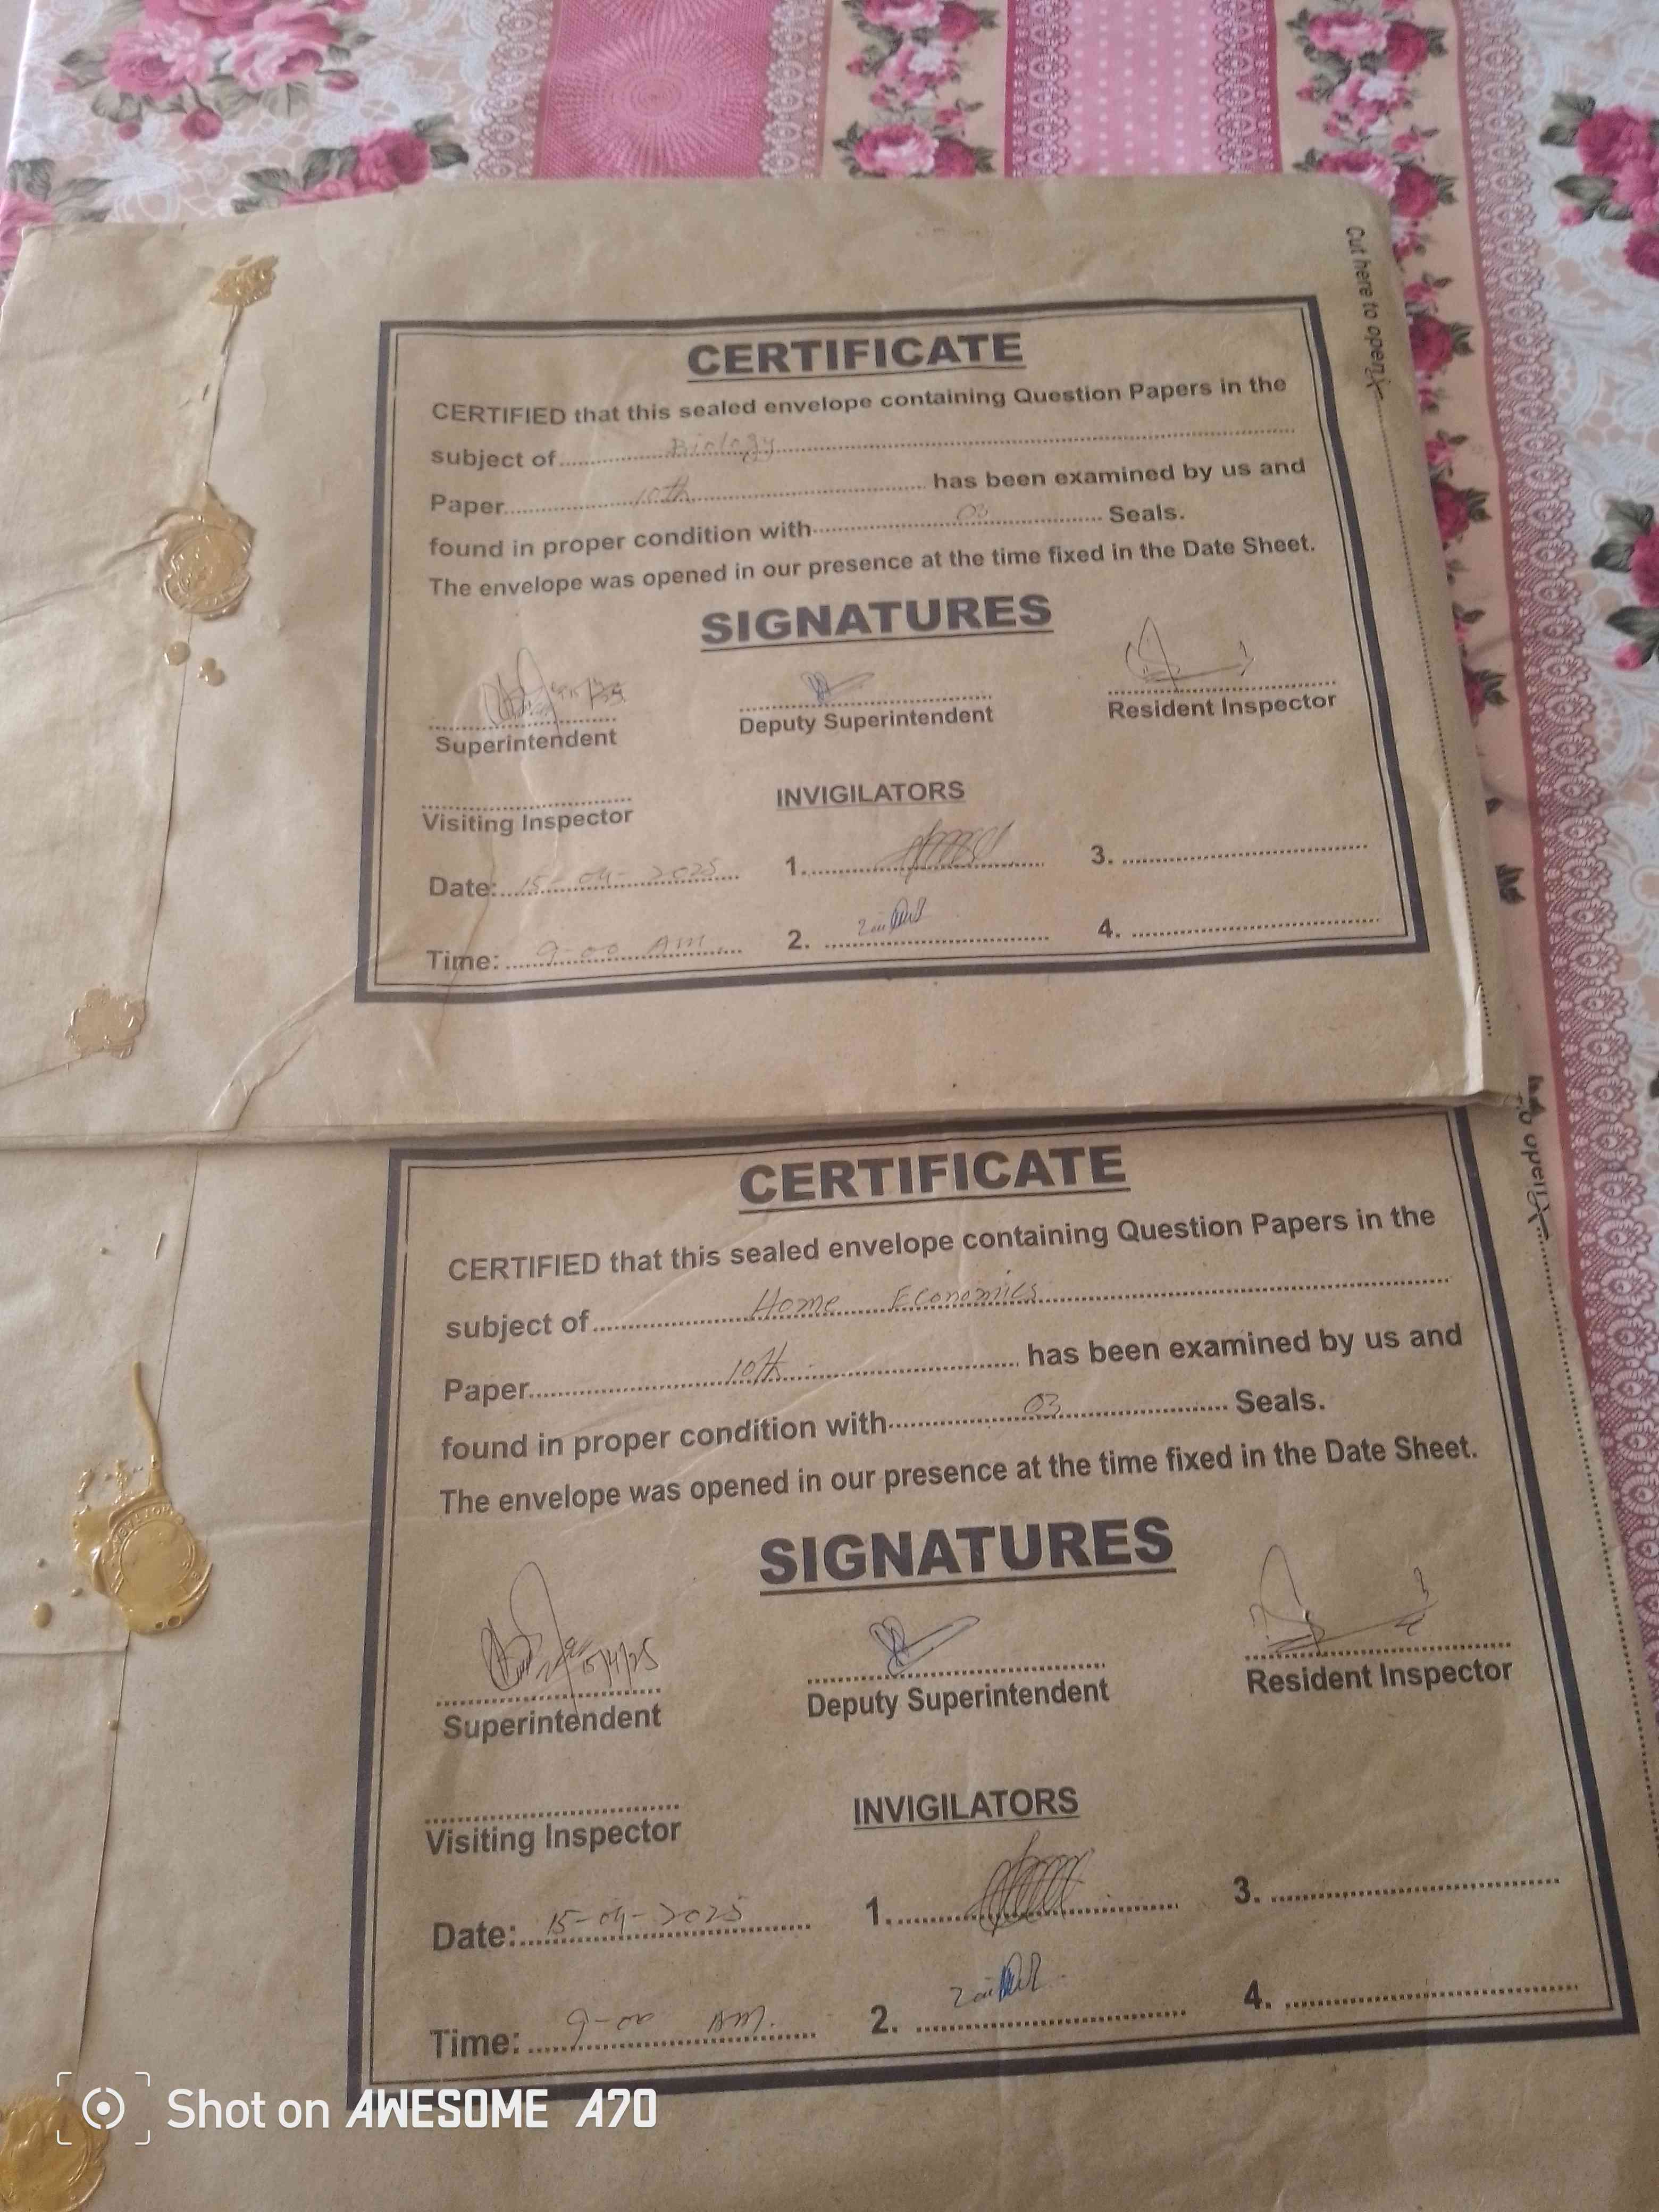 Cut here to open
CERTIFICATE
CERTIFIED that this sealed envelope containing Question Papers in the
subject of Biology
Paper 10th has been examined by us and
found in proper condition with 03 Seals.
The envelope was opened in our presence at the time fixed in the Date Sheet.
SIGNATURES
Superintendent
Deputy Superintendent
Resident Inspector
Visiting Inspector
INVIGILATORS
Date: 15-04-2025
1.
3.
Time: 9-00 AM.
2.
4.
to open
CERTIFICATE
CERTIFIED that this sealed envelope containing Question Papers in the
subject of Home Economics
Paper 10th has been examined by us and
found in proper condition with 03 Seals.
The envelope was opened in our presence at the time fixed in the Date Sheet.
SIGNATURES
15/4/25
Superintendent
Deputy Superintendent
Resident Inspector
Visiting Inspector
INVIGILATORS
Date: 15-04-2025
1.
3.
Time: 9-00 AM.
2.
4.
Shot on AWESOME A70